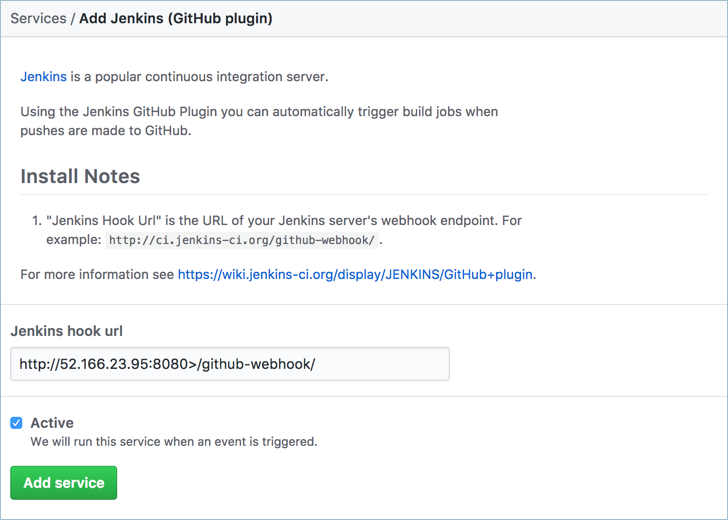 Services / Add Jenkins (GitHub plugin)
Jenkins is a popular continuous integration server.
Using the Jenkins GitHub Plugin you can automatically trigger build jobs when
pushes are made to GitHub.
Install Notes
1. "Jenkins Hook Url" is the URL of your Jenkins server's webhook endpoint. For
example: http://ci.jenkins-ci.org/github-webhook/ .
For more information see https://wiki.jenkins-ci.org/display/JENKINS/GitHub+plugin.
Jenkins hook url
http://52.166.23.95:8080>/github-webhook/
Active
We will run this service when an event is triggered.
Add service